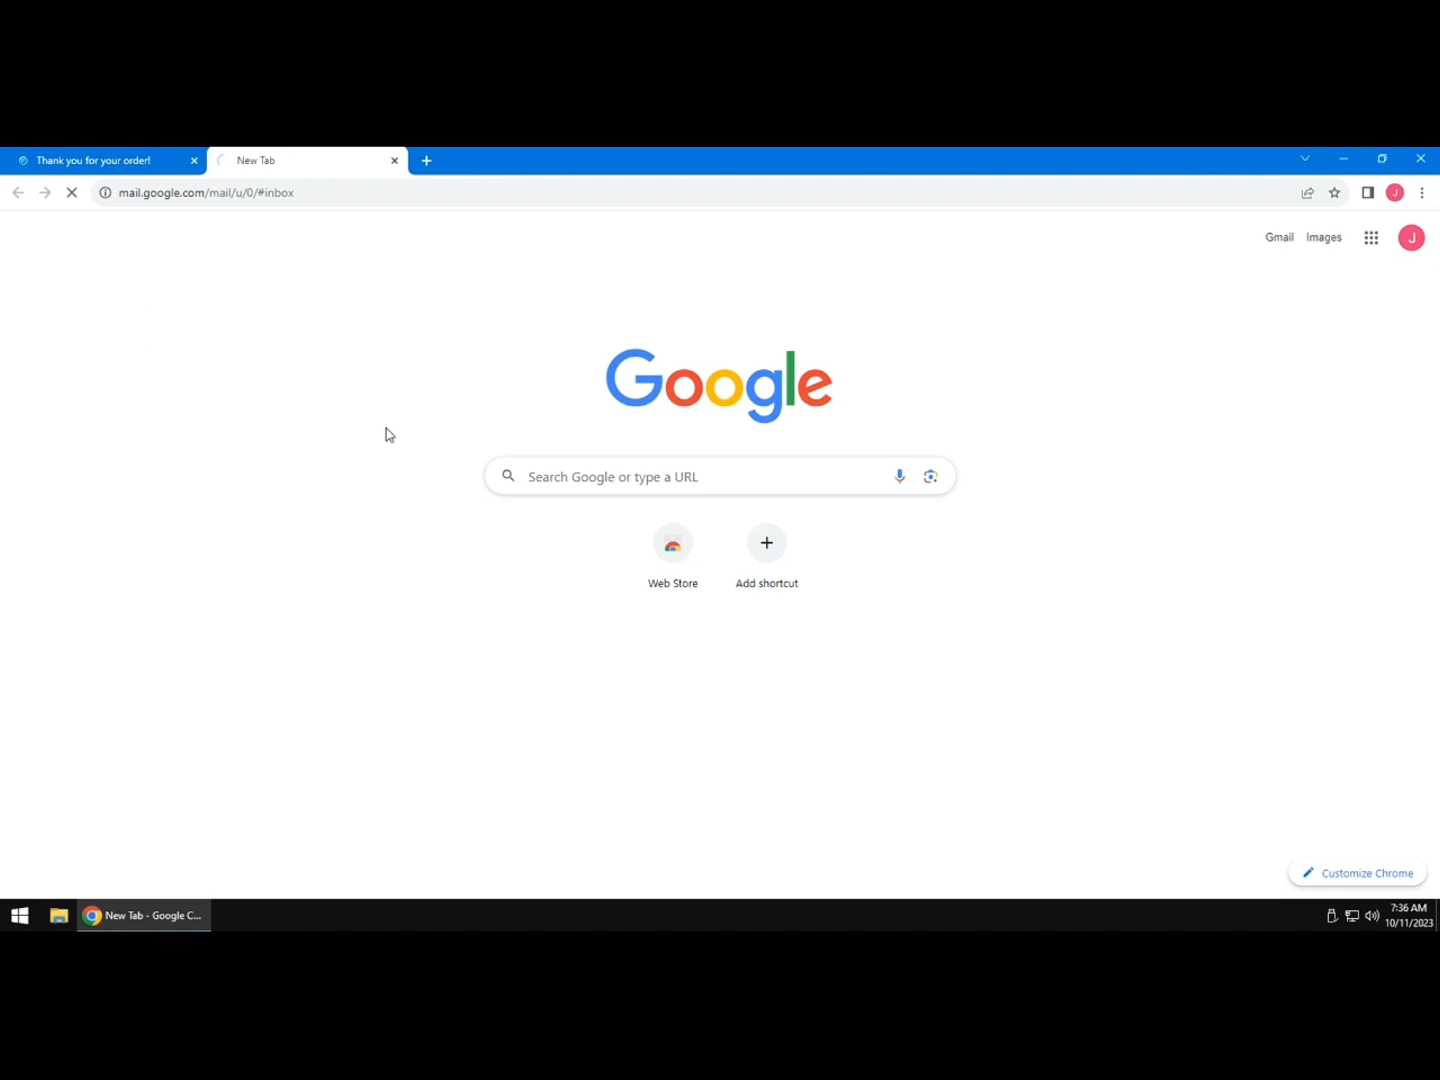 Thank you for your order!
New Tab
mail.google.com/mail/u/0/#inbox
J
Gmail Images
J
Google
Search Google or type a URL
Web Store
Add shortcut
Customize Chrome
New Tab - Google C...
7:36 AM
10/11/2023